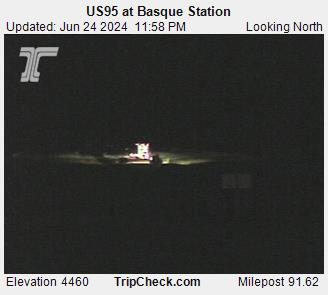 US95 at Basque Station
Updated: Jun 24 2024 11:58 PM Looking North
Elevation 4460 TripCheck.com Milepost 91.62